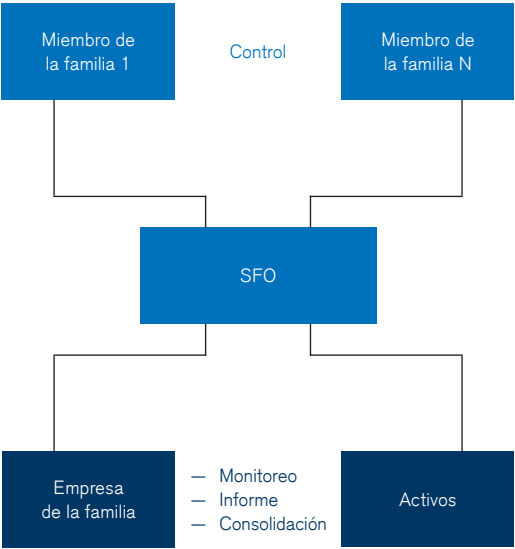 Miembro de
la familia 1
Control
Miembro de
la familia N
SFO
Empresa
de la familia
— Monitoreo
— Informe
— Consolidación
Activos